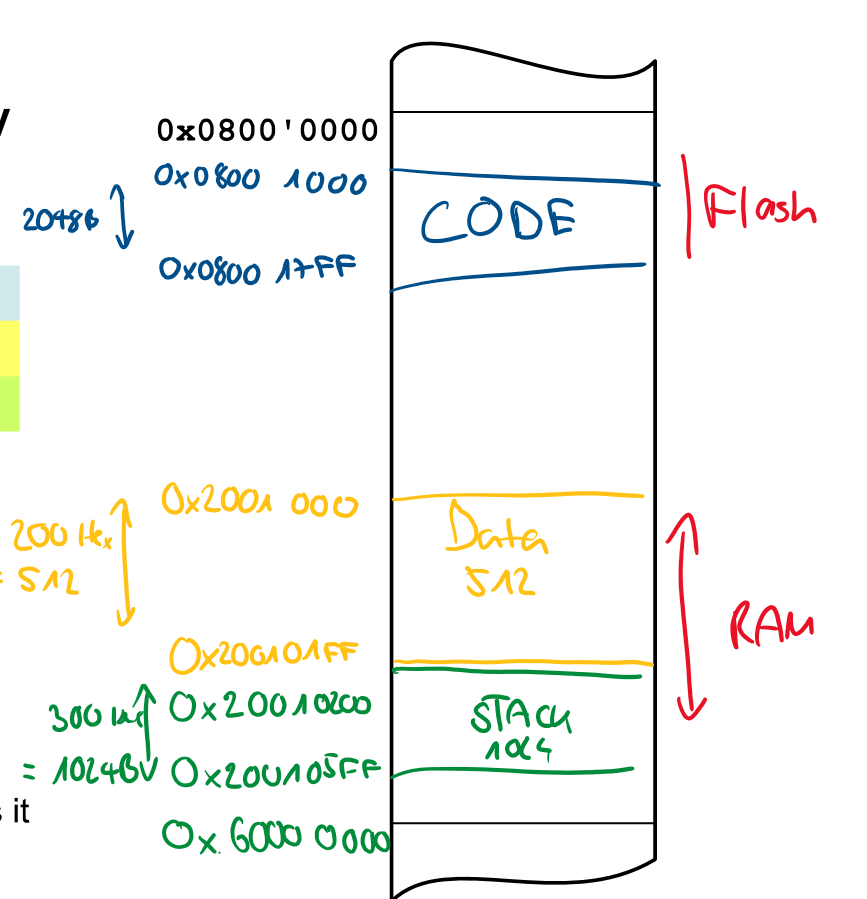 y
0x0800'0000
0x0800 1000
2048B
CODE
Flash
0x0800 17FF
0x2001 000
200 Hex
= 512
Data
512
RAM
0x200101FF
300 Hex
0x20010200
STACK
1024
= 1024B
0x200105FF
s it
0x 6000 0000